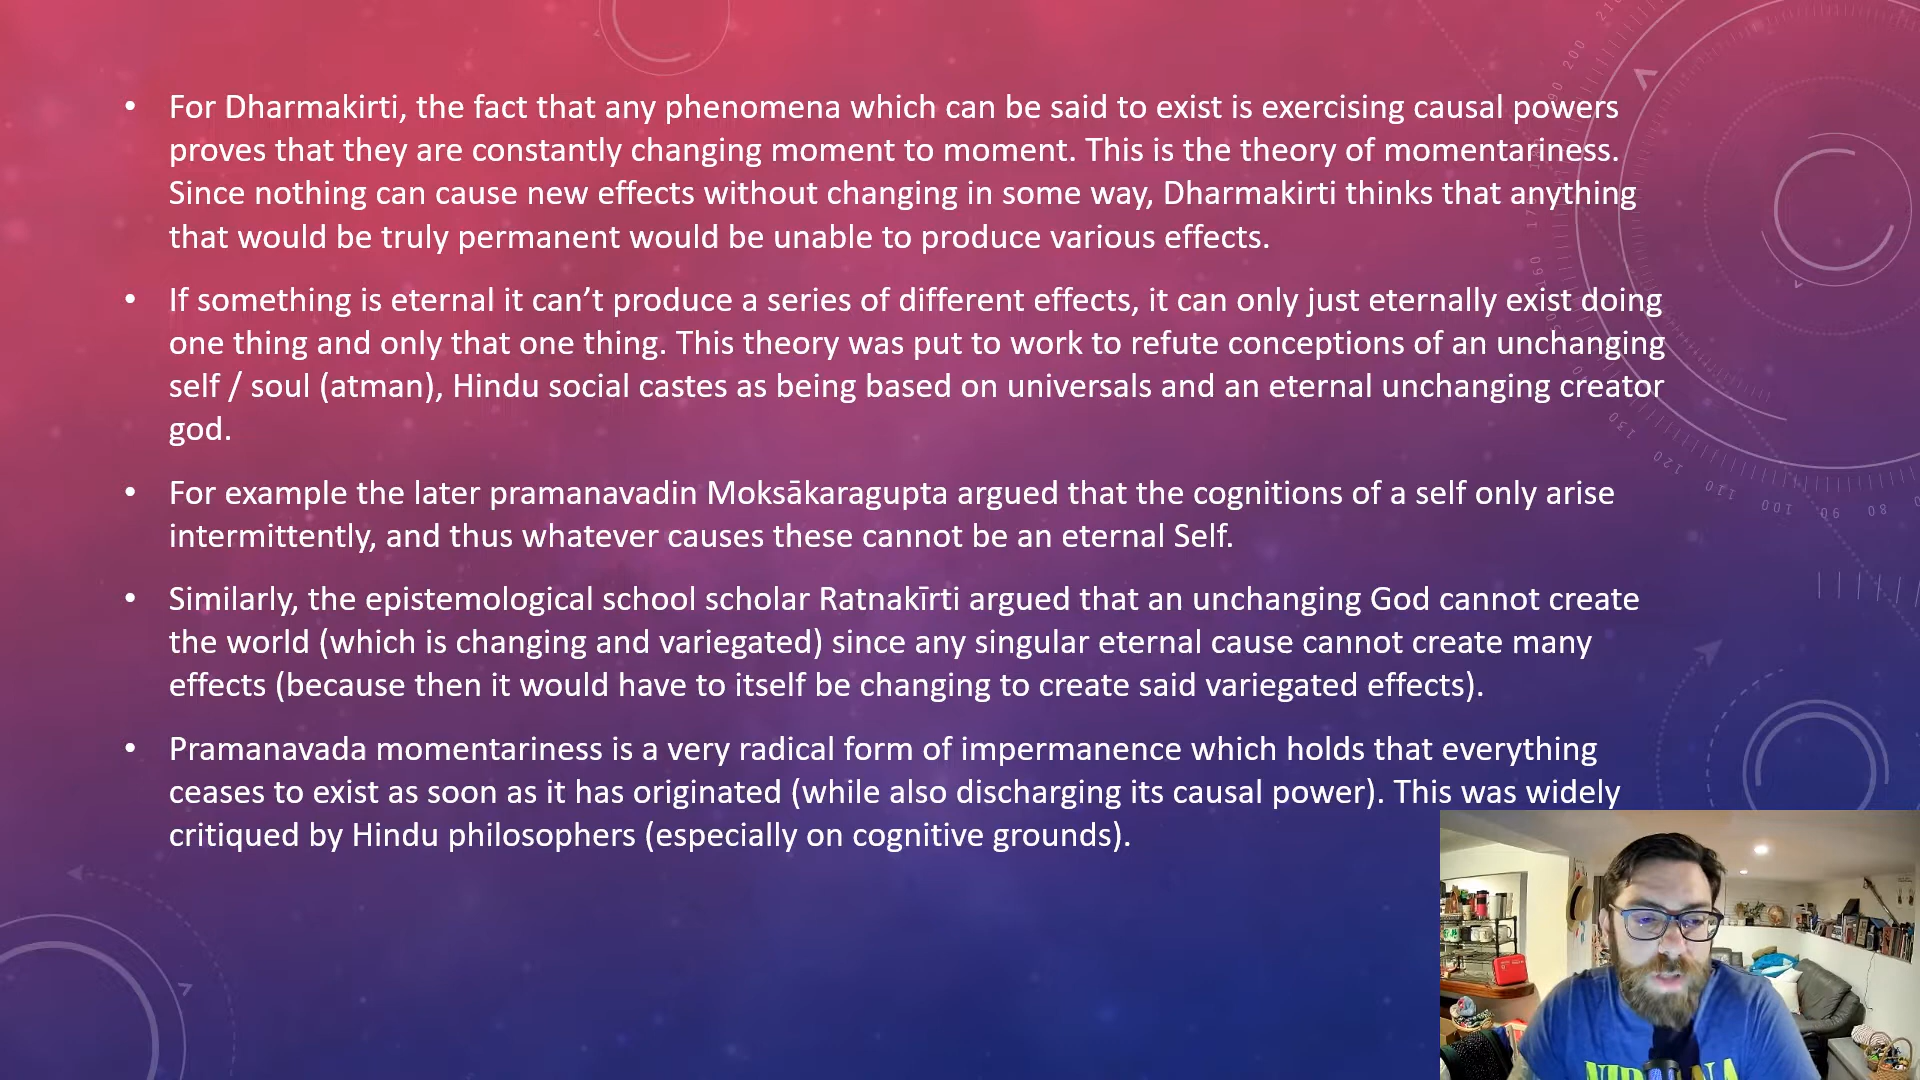 • For Dharmakirti, the fact that any phenomena which can be said to exist is exercising causal powers
proves that they are constantly changing moment to moment. This is the theory of momentariness.
Since nothing can cause new effects without changing in some way, Dharmakirti thinks that anything
that would be truly permanent would be unable to produce various effects.
• If something is eternal it can’t produce a series of different effects, it can only just eternally exist doing
one thing and only that one thing. This theory was put to work to refute conceptions of an unchanging
self / soul (atman), Hindu social castes as being based on universals and an eternal unchanging creator
god.
• For example the later pramanavadin Moksākaragupta argued that the cognitions of a self only arise
intermittently, and thus whatever causes these cannot be an eternal Self.
• Similarly, the epistemological school scholar Ratnakīrti argued that an unchanging God cannot create
the world (which is changing and variegated) since any singular eternal cause cannot create many
effects (because then it would have to itself be changing to create said variegated effects).
• Pramanavada momentariness is a very radical form of impermanence which holds that everything
ceases to exist as soon as it has originated (while also discharging its causal power). This was widely
critiqued by Hindu philosophers (especially on cognitive grounds).
210
200
160
130
120
110
100
90
80